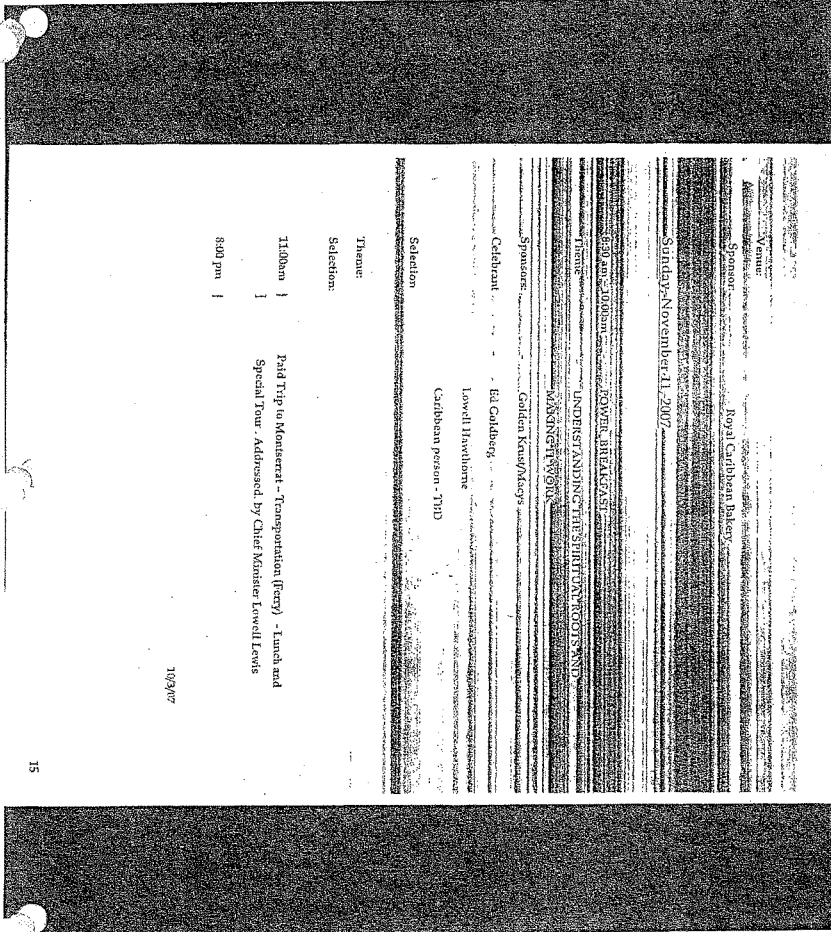 Venue:
Sponsor: Royal Caribbean Bakery
Sunday, November 11, 2007
8:30 am – 10:00am POWER BREAKFAST
Theme UNDERSTANDING THE SPIRITUAL ROOTS AND
MAKING IT WORK
Sponsors: Golden Krust/Macys
Celebrant Ed Goldberg
Lowell Hawthorne
Caribbean person - TBD
Selection
Theme:
Selection:
11:00am } Paid Trip to Montserrat – Transportation (Ferry) - Lunch and
} Special Tour. Addressed by Chief Minister Lowell Lewis
8:00 pm }
10/3/07
15